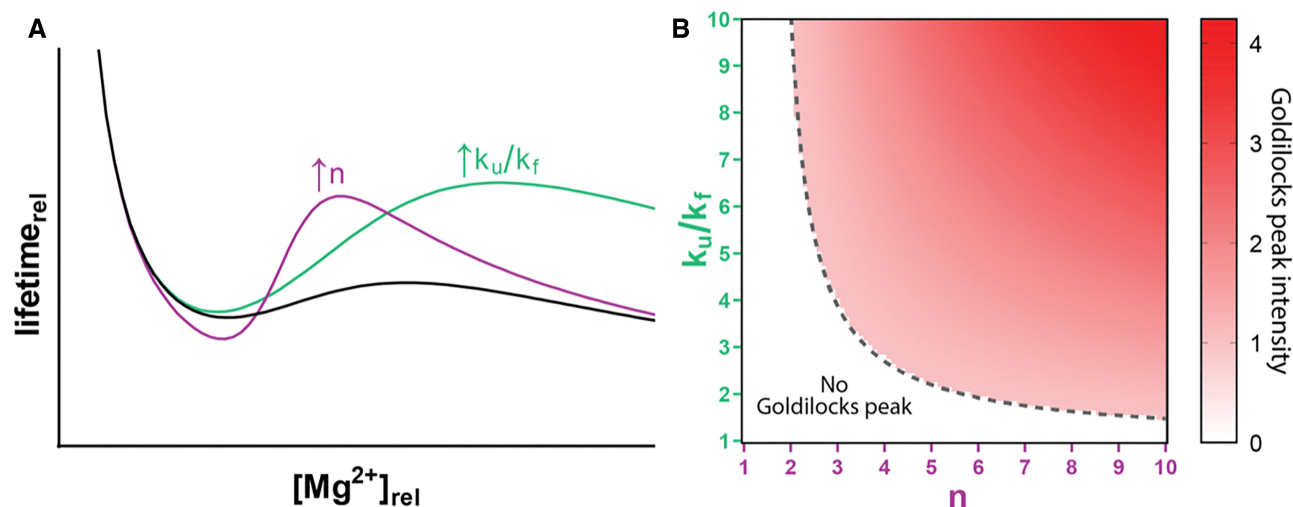 A
lifetime_rel
↑n
↑k_u/k_f
[Mg²⁺]_rel
B
k_u/k_f
10
9
8
7
6
5
4
3
2
1
No
Goldilocks peak
1 2 3 4 5 6 7 8 9 10
n
4
3
2
1
0
Goldilocks peak intensity